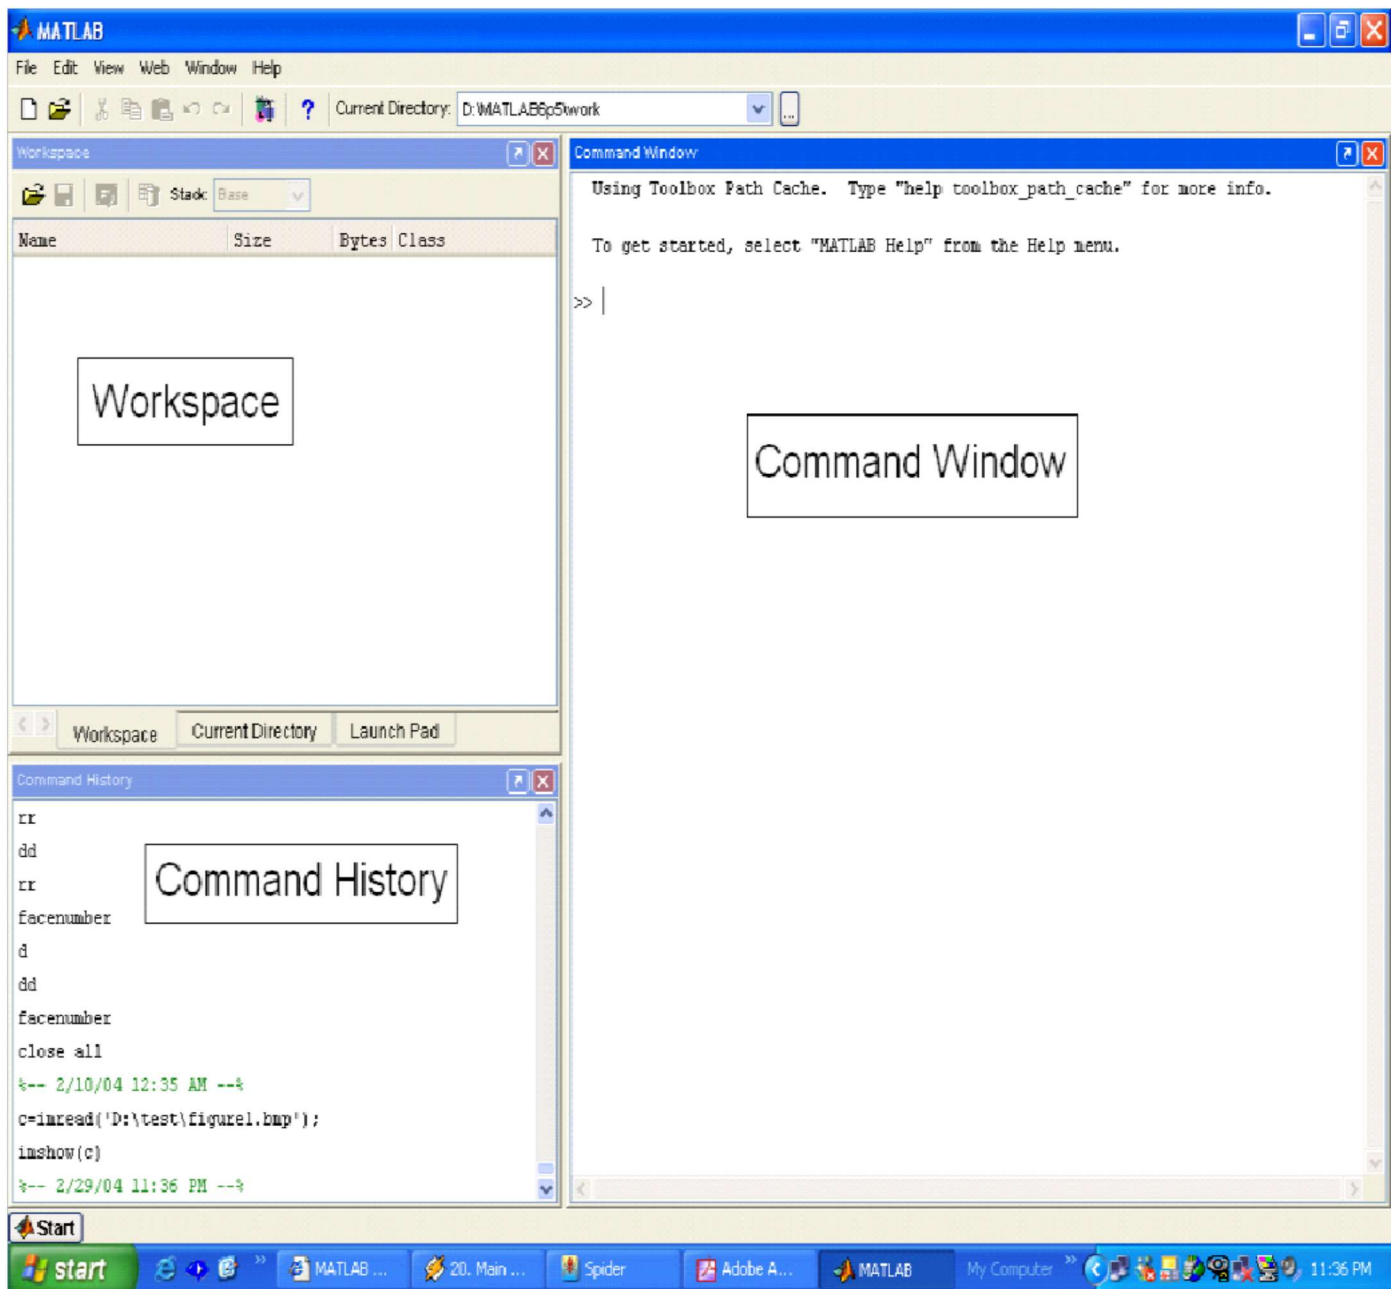 MATLAB
File Edit View Web Window Help
Current Directory: D:\MATLAB6p5\work ...
Workspace
Stack: Base
Name Size Bytes Class
Workspace
Workspace Current Directory Launch Pad
Command History
rr
dd
rr
Command History
facenumber
d
dd
facenumber
close all
%-- 2/10/04 12:35 AM --%
c=imread('D:\test\figure1.bmp');
imshow(c)
%-- 2/29/04 11:36 PM --%
Command Window
Using Toolbox Path Cache. Type "help toolbox_path_cache" for more info.
To get started, select "MATLAB Help" from the Help menu.
>>
Command Window
Start
start MATLAB ... 20. Main ... Spider Adobe A... MATLAB My Computer 11:36 PM